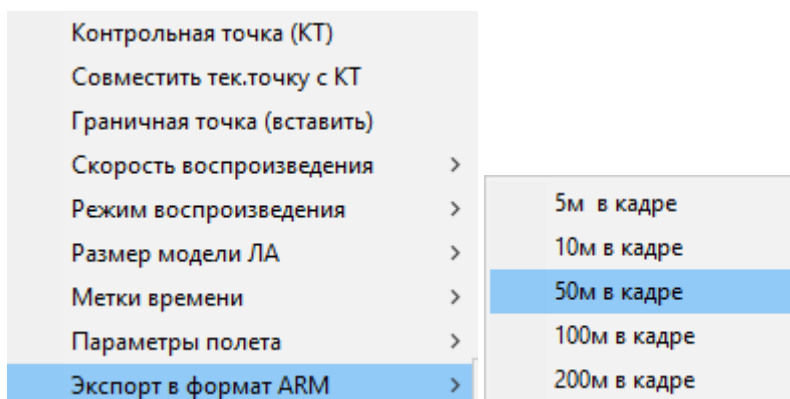 Контрольная точка (КТ)
Совместить тек.точку с КТ
Граничная точка (вставить)
Скорость воспроизведения
Режим воспроизведения
Размер модели ЛА
Метки времени
Параметры полета
Экспорт в формат ARM
5м в кадре
10м в кадре
50м в кадре
100м в кадре
200м в кадре